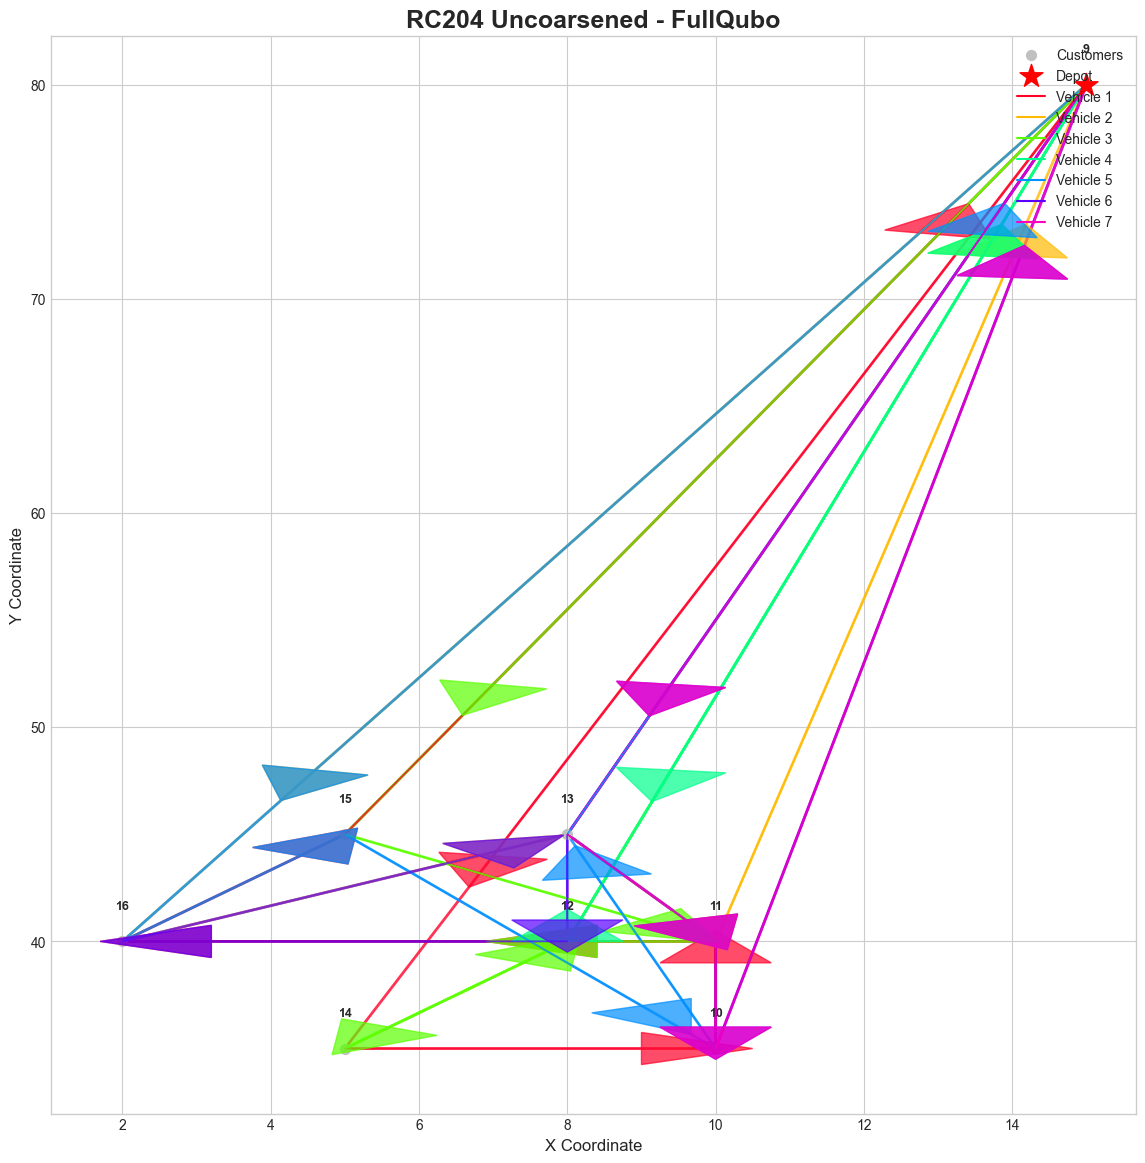 RC204 Uncoarsened - FullQubo
9
Customers
Depot
Vehicle 1
Vehicle 2
Vehicle 3
Vehicle 4
Vehicle 5
Vehicle 6
Vehicle 7
80
70
60
50
40
Y Coordinate
15
13
16
12
11
14
10
2
4
6
8
10
12
14
X Coordinate